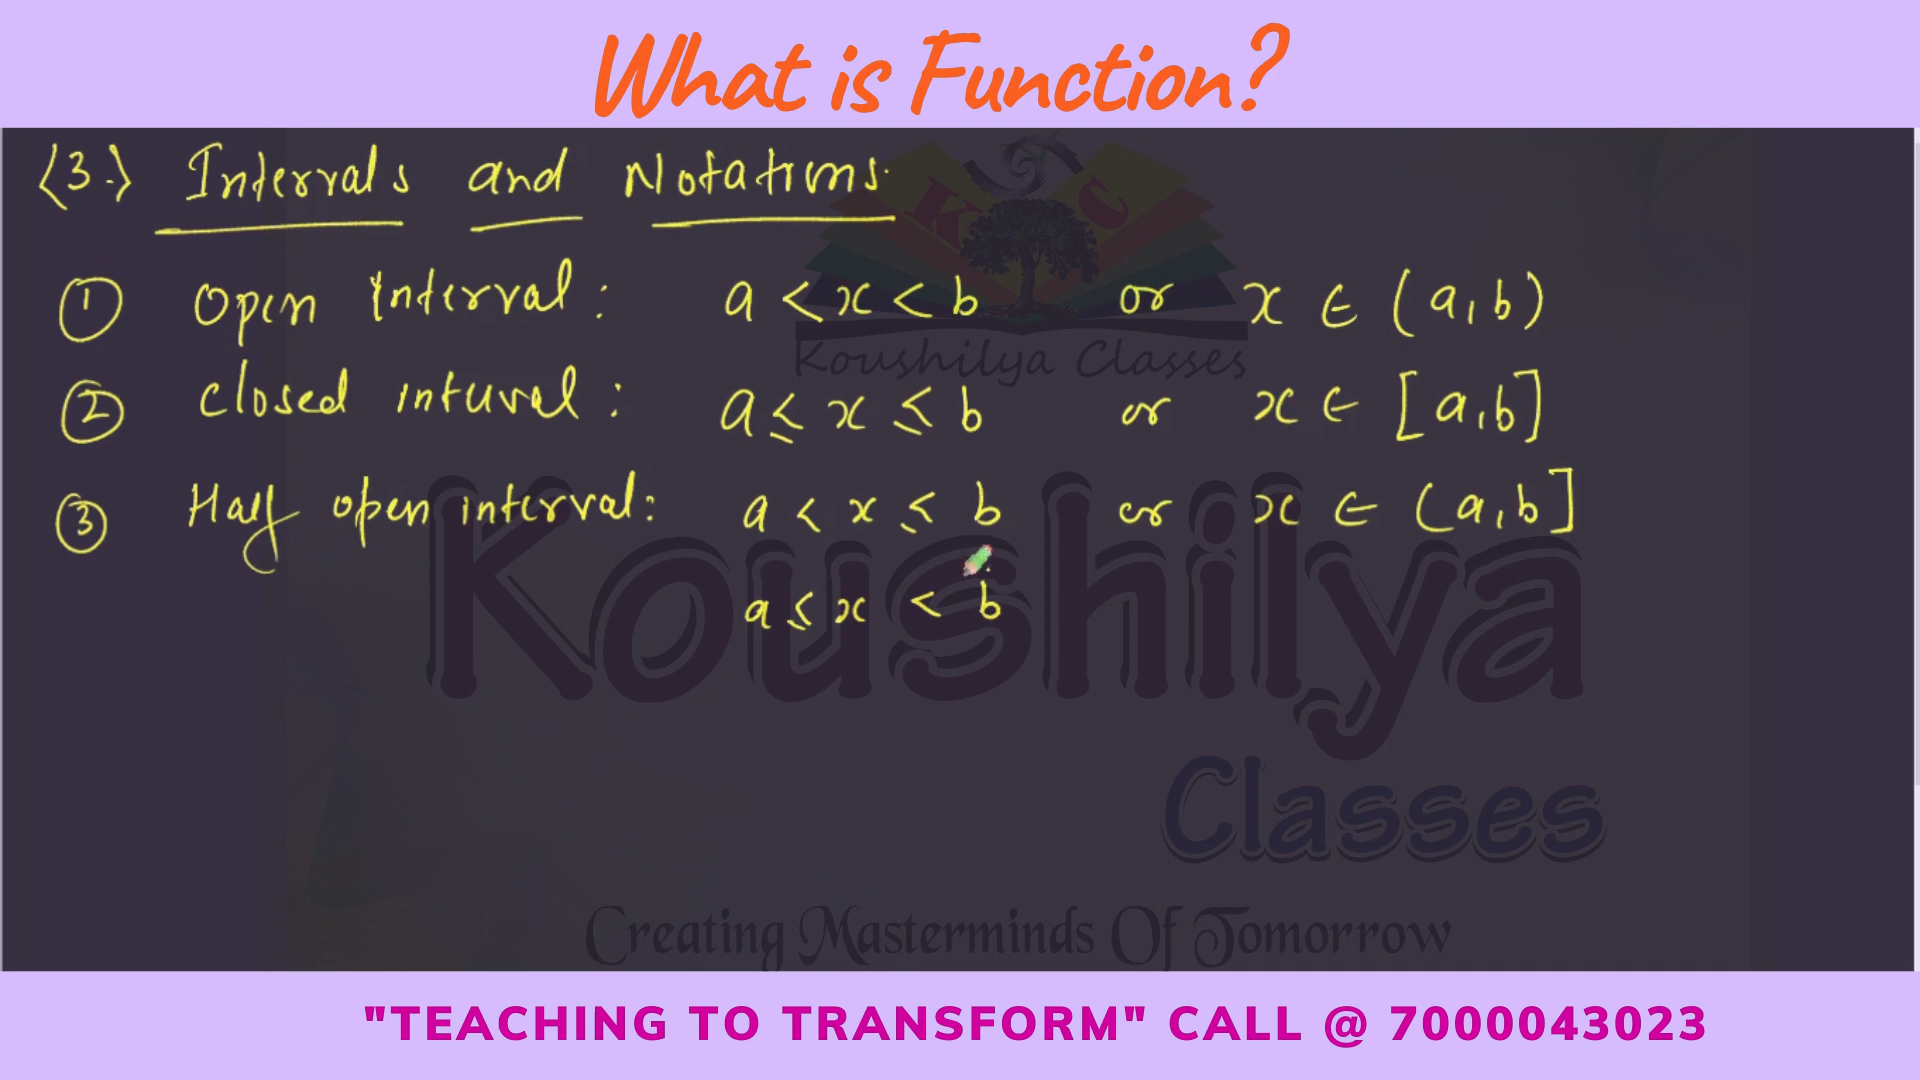 What is Function?
K C
<3.> Intervals and Notations.
① Open interval: a < x < b or x ∈ (a,b)
Koushilya Classes
② closed interval: a ≤ x ≤ b or x ∈ [a,b]
③ Half open interval: a < x ≤ b or x ∈ (a,b]
a ≤ x < b
Koushilya
Classes
Creating Masterminds Of Tomorrow
"TEACHING TO TRANSFORM" CALL @ 7000043023